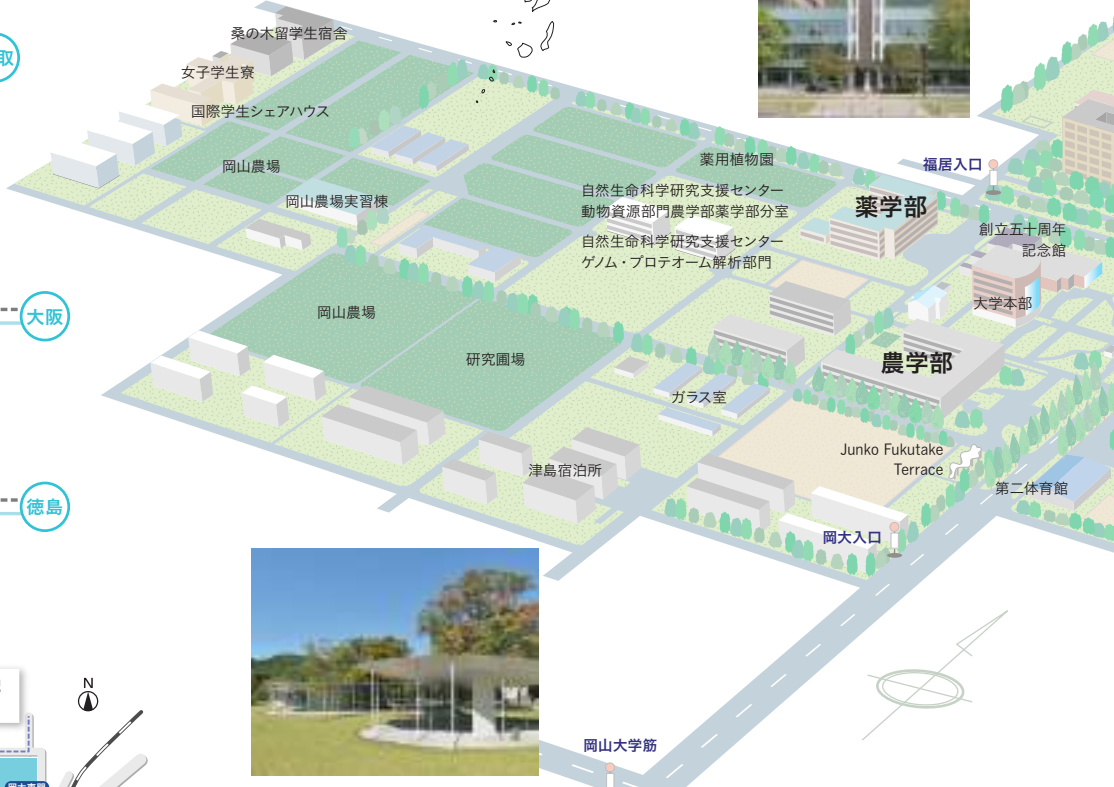 桑の木留学生宿舎
取
女子学生寮
国際学生シェアハウス
岡山農場
薬用植物園
福居入口
岡山農場実習棟
自然生命科学研究支援センター
動物資源部門農学部薬学部分室
薬学部
自然生命科学研究支援センター
ゲノム・プロテオーム解析部門
創立五十周年
記念館
大学本部
大阪
岡山農場
研究圃場
農学部
ガラス室
Junko Fukutake
Terrace
津島宿泊所
第二体育館
徳島
岡大入口
N
岡山大学筋